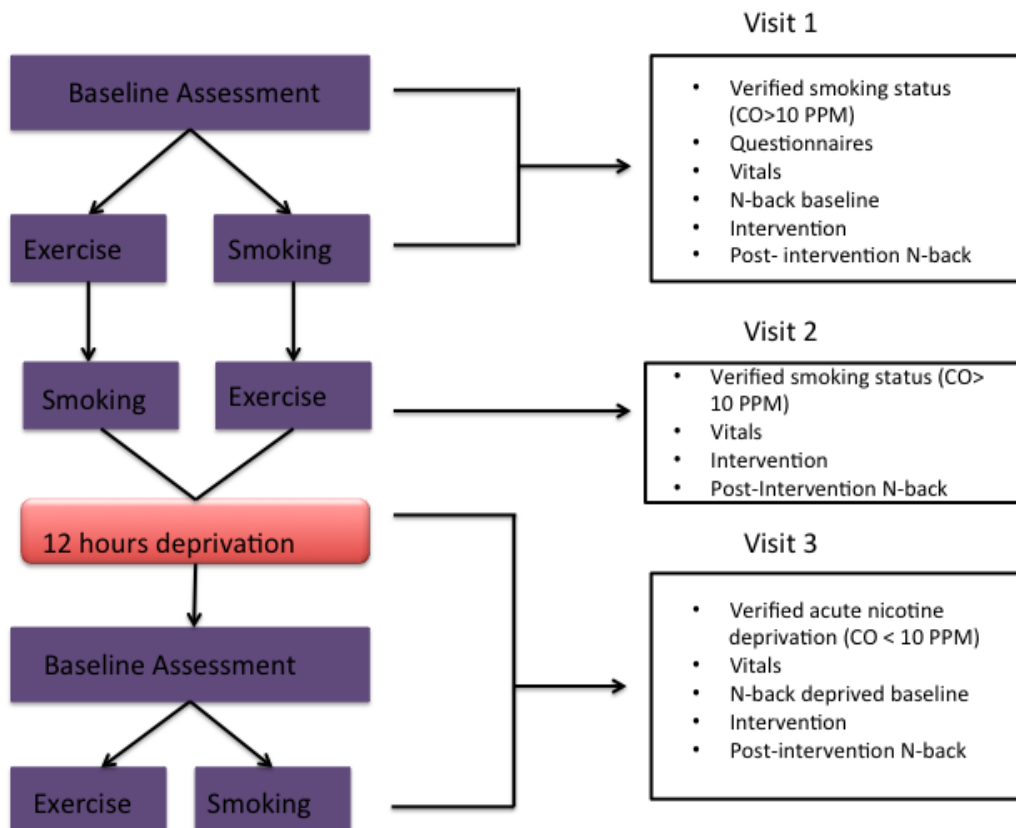 Visit 1
Baseline Assessment
• Verified smoking status
(CO>10 PPM)
• Questionnaires
• Vitals
• N-back baseline
• Intervention
• Post- intervention N-back
Exercise
Smoking
Visit 2
Smoking
Exercise
• Verified smoking status (CO>
10 PPM)
• Vitals
• Intervention
• Post-Intervention N-back
12 hours deprivation
Visit 3
Baseline Assessment
• Verified acute nicotine
deprivation (CO < 10 PPM)
• Vitals
• N-back deprived baseline
• Intervention
• Post-intervention N-back
Exercise
Smoking